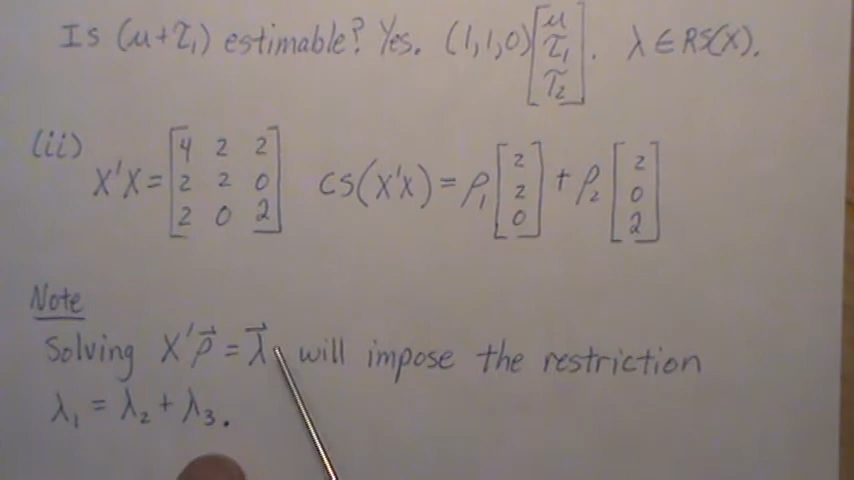 Is (μ+τ₁) estimable? Yes. (1,1,0) [μ τ₁ τ₂] . λ ∈ RS(X).
(ii) X'X = [4 2 2; 2 2 0; 2 0 2] CS(X'X) = ρ₁ [2 2 0] + ρ₂ [2 0 2]
Note
Solving X'ρ⃗ = λ⃗ will impose the restriction
λ₁ = λ₂ + λ₃.